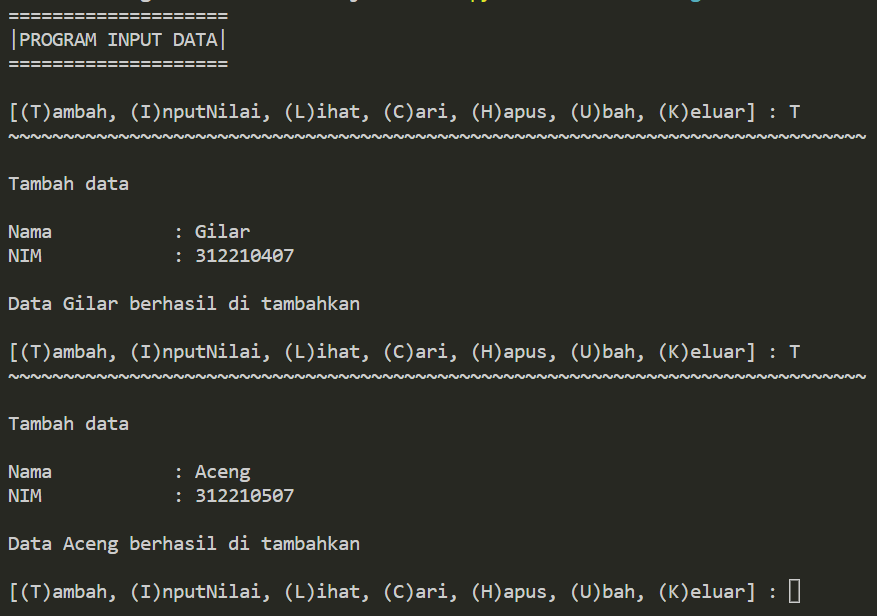 ====================
|PROGRAM INPUT DATA|
====================
[(T)ambah, (I)nputNilai, (L)ihat, (C)ari, (H)apus, (U)bah, (K)eluar] : T
~~~~~~~~~~~~~~~~~~~~~~~~~~~~~~~~~~~~~~~~~~~~~~~~~~~~~~~~~~~~~~~~~~~~~~~~~~~~~~
Tambah data
Nama           : Gilar
NIM            : 312210407
Data Gilar berhasil di tambahkan
[(T)ambah, (I)nputNilai, (L)ihat, (C)ari, (H)apus, (U)bah, (K)eluar] : T
~~~~~~~~~~~~~~~~~~~~~~~~~~~~~~~~~~~~~~~~~~~~~~~~~~~~~~~~~~~~~~~~~~~~~~~~~~~~~~
Tambah data
Nama           : Aceng
NIM            : 312210507
Data Aceng berhasil di tambahkan
[(T)ambah, (I)nputNilai, (L)ihat, (C)ari, (H)apus, (U)bah, (K)eluar] :